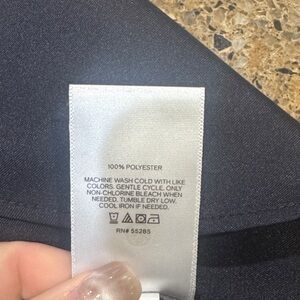 100% POLYESTER
MACHINE WASH COLD WITH LIKE
COLORS. GENTLE CYCLE. ONLY
NON-CHLORINE BLEACH WHEN
NEEDED. TUMBLE DRY LOW.
COOL IRON IF NEEDED.
RN# 55285